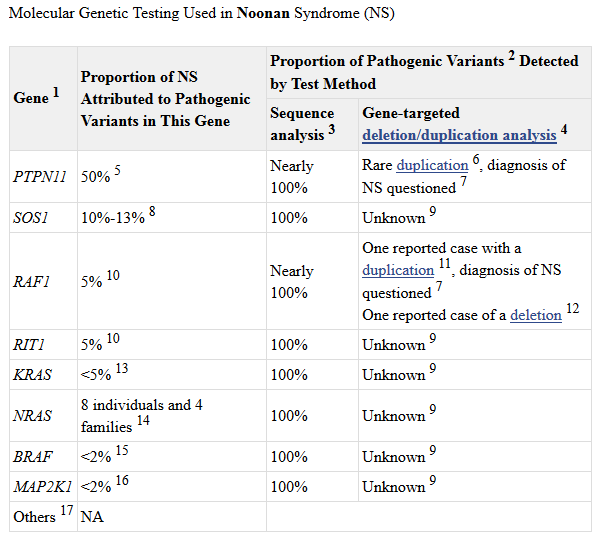 Molecular Genetic Testing Used in Noonan Syndrome (NS)
Gene 1
Proportion of NS
Attributed to Pathogenic
Variants in This Gene
Proportion of Pathogenic Variants 2 Detected
by Test Method
Sequence
analysis 3
Gene-targeted
deletion/duplication analysis 4
PTPN11
50% 5
Nearly
100%
Rare duplication 6, diagnosis of
NS questioned 7
SOS1
10%-13% 8
100%
Unknown 9
RAF1
5% 10
Nearly
100%
One reported case with a
duplication 11, diagnosis of NS
questioned 7
One reported case of a deletion 12
RIT1
5% 10
100%
Unknown 9
KRAS
<5% 13
100%
Unknown 9
NRAS
8 individuals and 4
families 14
100%
Unknown 9
BRAF
<2% 15
100%
Unknown 9
MAP2K1
<2% 16
100%
Unknown 9
Others 17
NA